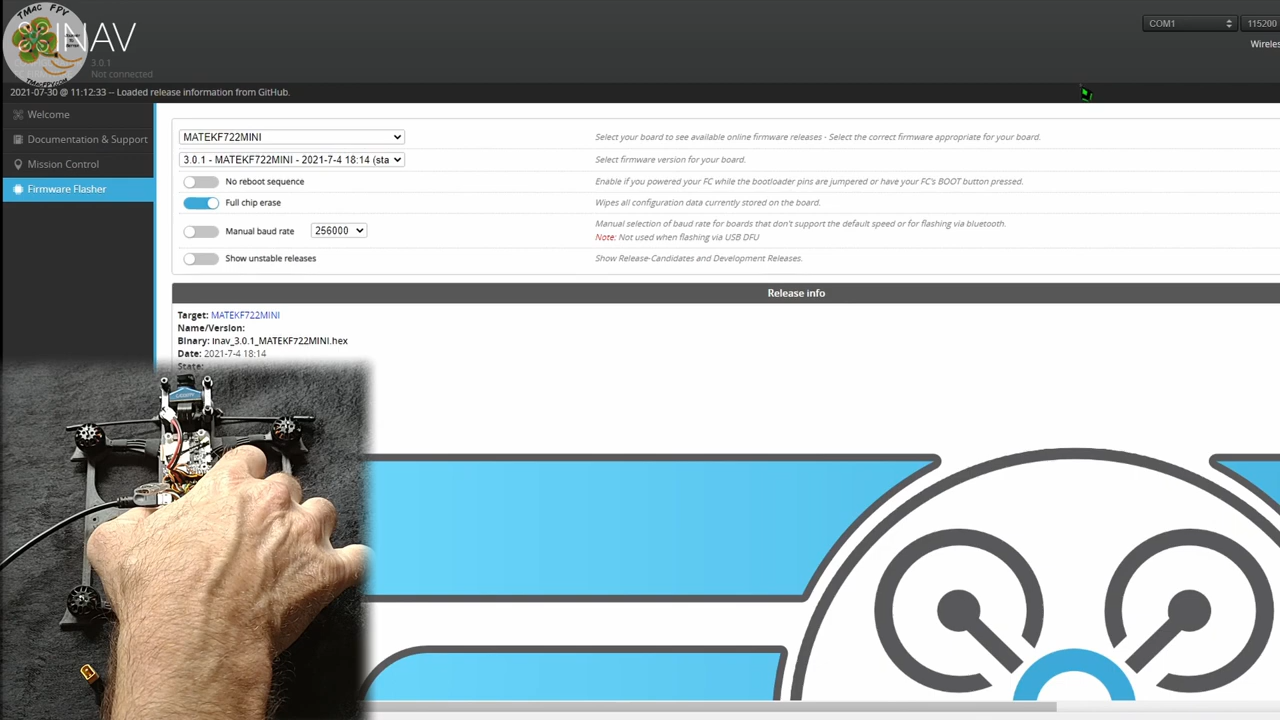 TMAC FPV
INAV
TMACFPV.COM
3.0.1
Not connected
COM1
115200
Wireles
2021-07-30 @ 11:12:33 -- Loaded release information from GitHub.
Welcome
Documentation & Support
Mission Control
Firmware Flasher
MATEKF722MINI
Select your board to see available online firmware releases - Select the correct firmware appropriate for your board.
3.0.1 - MATEKF722MINI - 2021-7-4 18:14 (sta
Select firmware version for your board.
No reboot sequence
Enable if you powered your FC while the bootloader pins are jumpered or have your FC's BOOT button pressed.
Full chip erase
Wipes all configuration data currently stored on the board.
Manual baud rate
256000
Manual selection of baud rate for boards that don't support the default speed or for flashing via bluetooth.
Note: Not used when flashing via USB DFU
Show unstable releases
Show Release-Candidates and Development Releases.
Release info
Target: MATEKF722MINI
Name/Version:
Binary: inav_3.0.1_MATEKF722MINI.hex
Date: 2021-7-4 18:14
State: